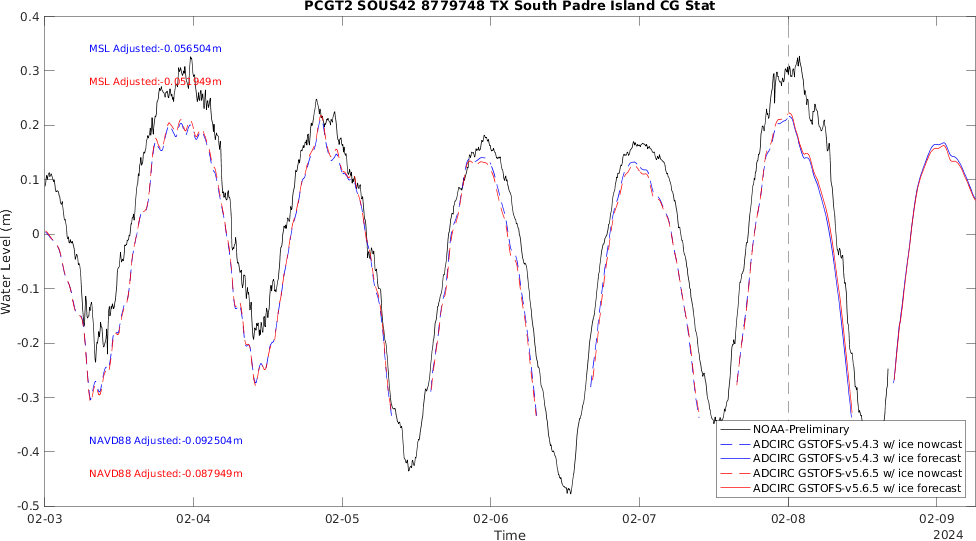 PCGT2 SOUS42 8779748 TX South Padre Island CG Stat
0.4
0.3
0.2
0.1
0
-0.1
-0.2
-0.3
-0.4
-0.5
Water Level (m)
MSL Adjusted:-0.056504m
MSL Adjusted:-0.051949m
NAVD88 Adjusted:-0.092504m
NAVD88 Adjusted:-0.087949m
NOAA-Preliminary
ADCIRC GSTOFS-v5.4.3 w/ ice nowcast
ADCIRC GSTOFS-v5.4.3 w/ ice forecast
ADCIRC GSTOFS-v5.6.5 w/ ice nowcast
ADCIRC GSTOFS-v5.6.5 w/ ice forecast
02-03 02-04 02-05 02-06 02-07 02-08 02-09
Time
2024